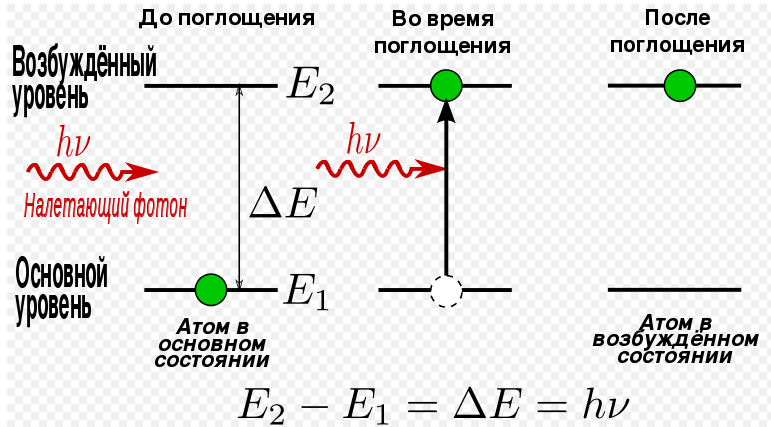 До поглощения
Во время
поглощения
После
поглощения
Возбуждённый
уровень
E₂
hν
hν
Налетающий фотон
ΔE
Основной
уровень
E₁
Атом в
основном
состоянии
Атом в
возбуждённом
состоянии
E₂ − E₁ = ΔE = hν